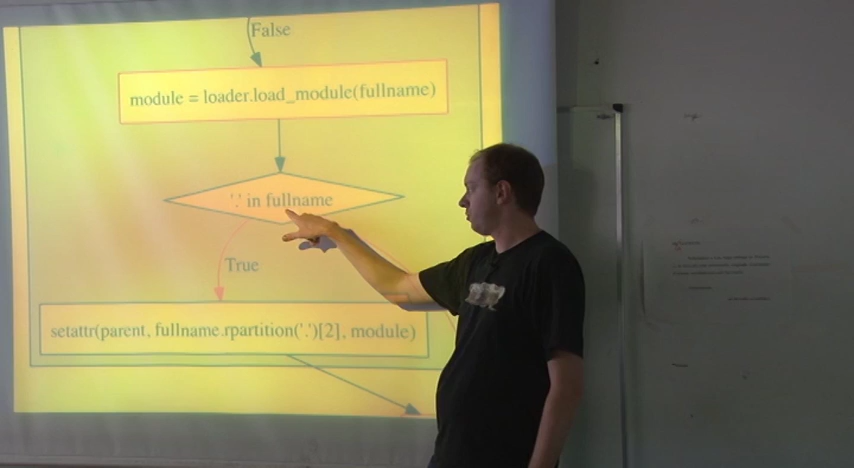 False
module = loader.load_module(fullname)
'.' in fullname
True
setattr(parent, fullname.rpartition('.')[2], module)